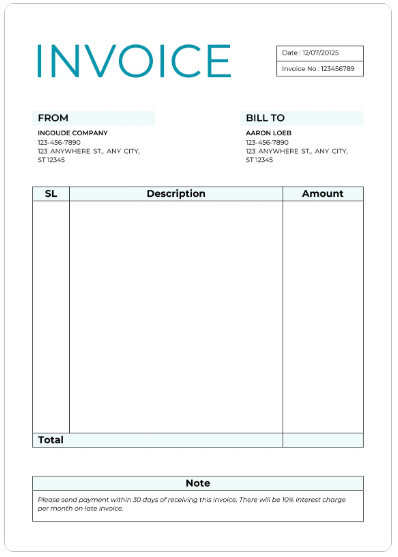 INVOICE
Date : 12/07/20125
Invoice No : 123456789
FROM
INGOUDE COMPANY
123-456-7890
123 ANYWHERE ST., ANY CITY,
ST 12345
BILL TO
AARON LOEB
123-456-7890
123 ANYWHERE ST., ANY CITY,
ST 12345
SL Description Amount
Total
Note
Please send payment within 30 days of receiving this invoice. There will be 10% interest charge
per month on late invoice.